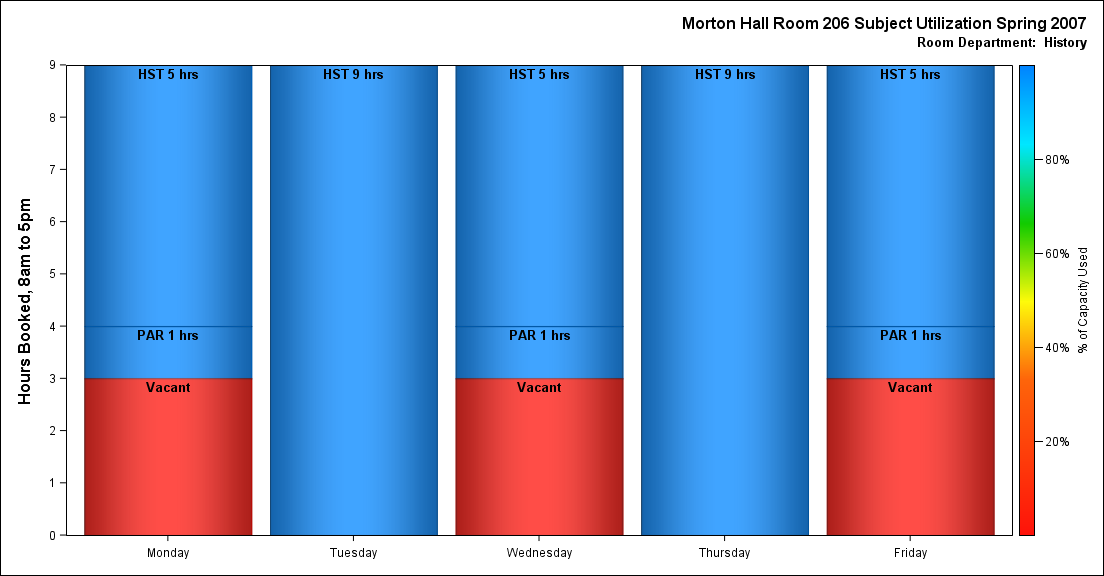 Morton Hall Room 206 Subject Utilization Spring 2007
Room Department:  History
Hours Booked, 8am to 5pm
9
8
7
6
5
4
3
2
1
0
HST 5 hrs
PAR 1 hrs
Vacant
HST 9 hrs
HST 5 hrs
PAR 1 hrs
Vacant
HST 9 hrs
HST 5 hrs
PAR 1 hrs
Vacant
Monday
Tuesday
Wednesday
Thursday
Friday
80%
60%
40%
20%
% of Capacity Used